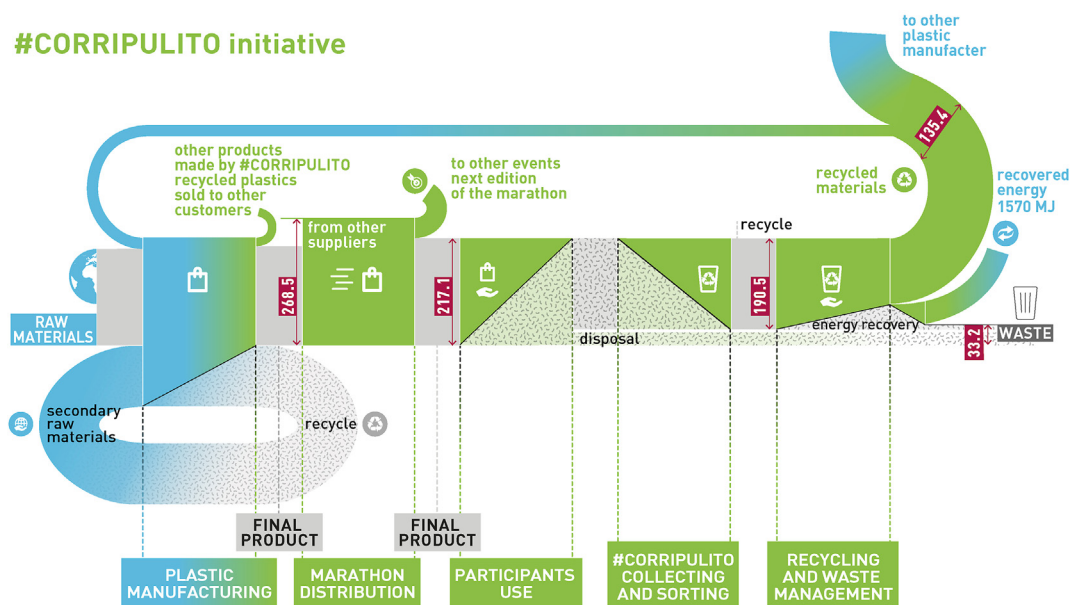 #CORRIPULITO initiative
to other
plastic
manufacter
135.4
other products
made by #CORRIPULITO
recycled plastics
sold to other
customers
to other events
next edition
of the marathon
recycled
materials
recovered
energy
1570 MJ
from other
suppliers
recycle
268.5
217.1
190.5
RAW
MATERIALS
energy recovery
disposal
33.2
WASTE
secondary
raw
materials
recycle
FINAL
PRODUCT
FINAL
PRODUCT
PLASTIC
MANUFACTURING
MARATHON
DISTRIBUTION
PARTICIPANTS
USE
#CORRIPULITO
COLLECTING
AND SORTING
RECYCLING
AND WASTE
MANAGEMENT